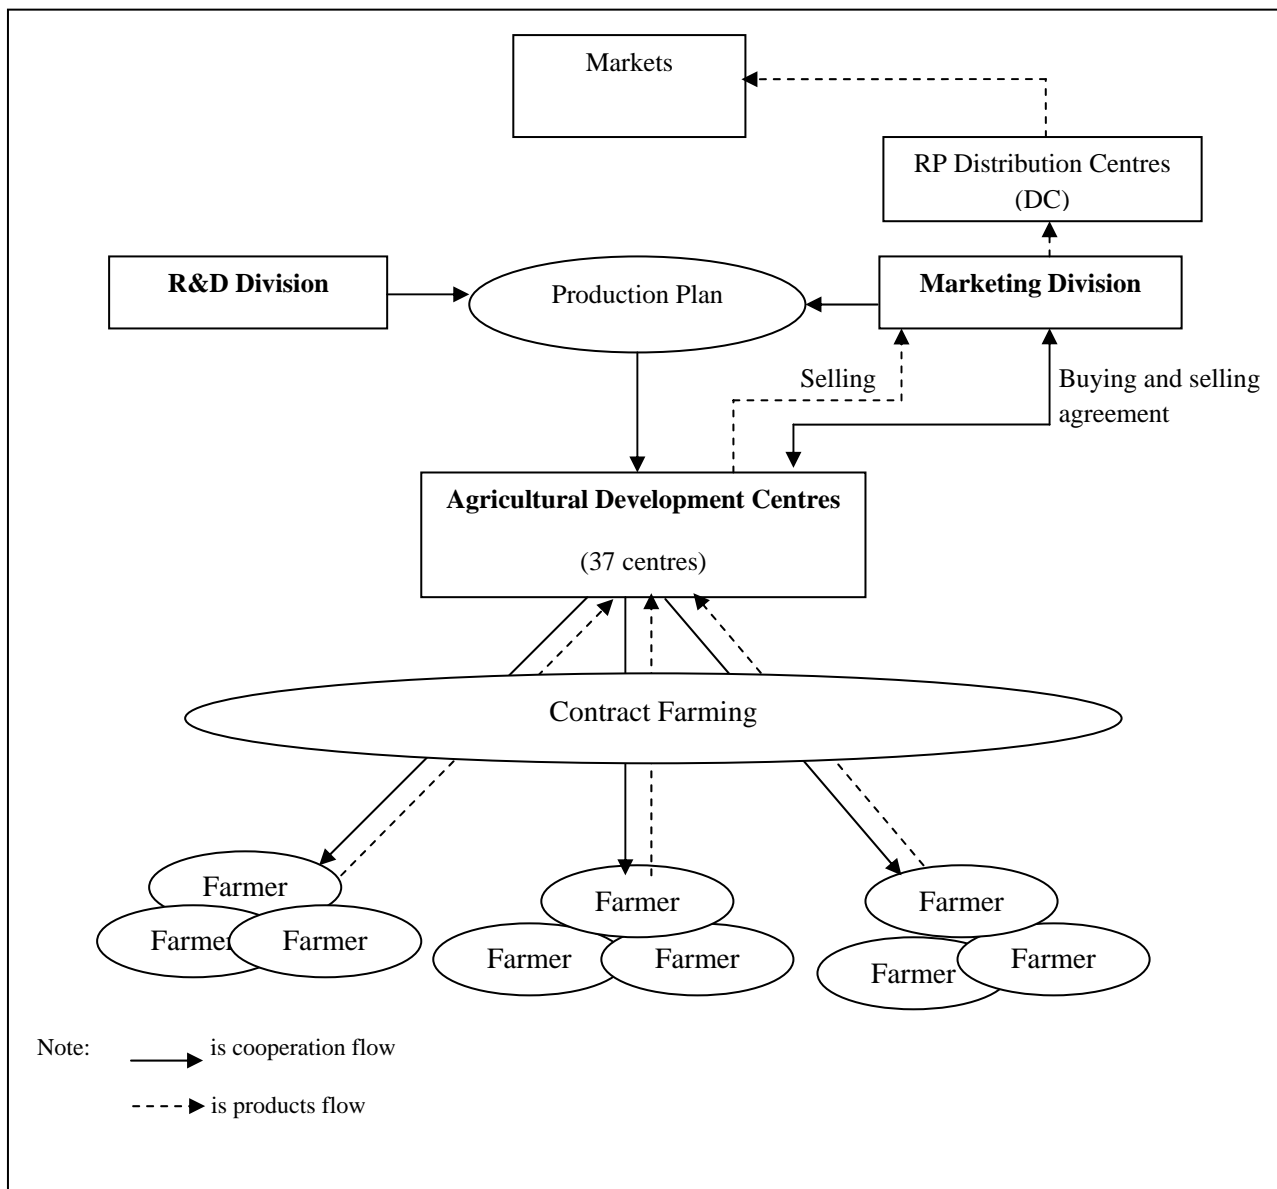 Markets
RP Distribution Centres
(DC)
R&D Division
Production Plan
Marketing Division
Selling
Buying and selling
agreement
Agricultural Development Centres
(37 centres)
Contract Farming
Farmer
Farmer
Farmer
Farmer
Farmer
Farmer
Farmer
Farmer
Farmer
Note:
is cooperation flow
is products flow